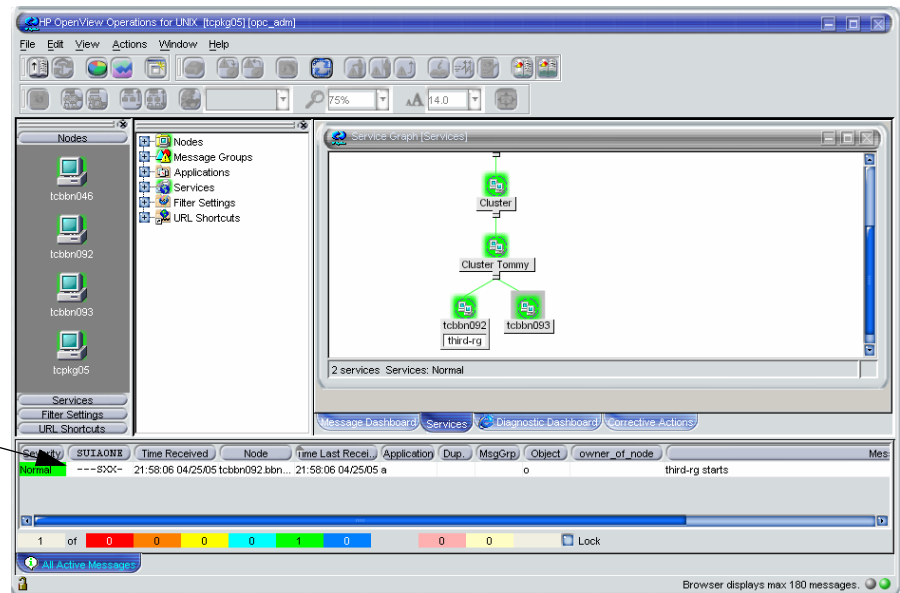 HP OpenView Operations for UNIX [tcpkg05] [opc_adm]
File Edit View Actions Window Help
75% 14.0
Nodes
tcbbn046
tcbbn092
tcbbn093
tcpkg05
Services
Filter Settings
URL Shortcuts
Nodes
Message Groups
Applications
Services
Filter Settings
URL Shortcuts
Service Graph [Services]
Cluster
Cluster Tommy
tcbbn092 tcbbn093
third-rg
2 services Services: Normal
Message Dashboard Services Diagnostic Dashboard Corrective Actions
Severity SUIAONE Time Received Node Time Last Recei.. Application Dup. MsgGrp Object owner_of_node Mes
Normal ---SXX- 21:58:06 04/25/05 tcbbn092.bbn... 21:58:06 04/25/05 a o third-rg starts
1 of 0 0 0 0 1 0 0 0 Lock
All Active Messages
Browser displays max 180 messages.